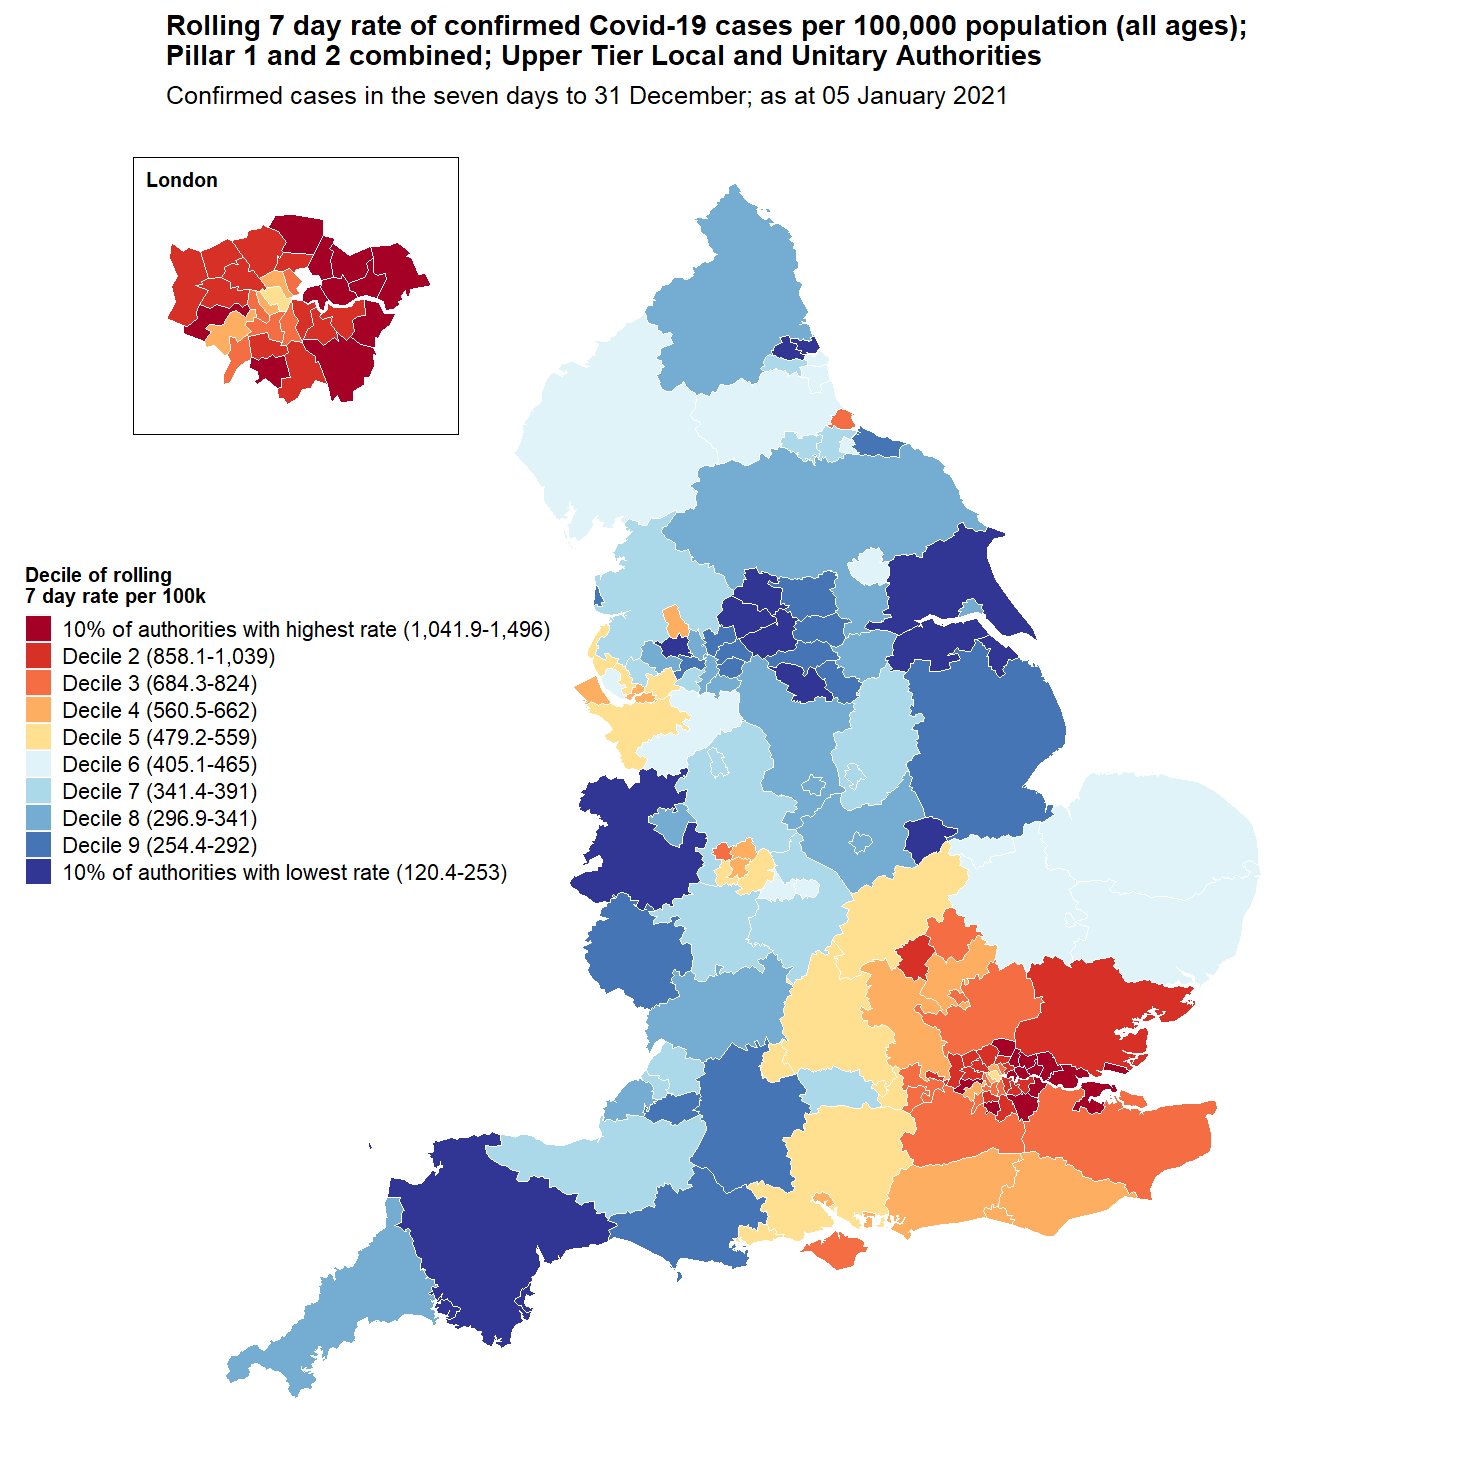 Rolling 7 day rate of confirmed Covid-19 cases per 100,000 population (all ages);
Pillar 1 and 2 combined; Upper Tier Local and Unitary Authorities
Confirmed cases in the seven days to 31 December; as at 05 January 2021
London
Decile of rolling
7 day rate per 100k
10% of authorities with highest rate (1,041.9-1,496)
Decile 2 (858.1-1,039)
Decile 3 (684.3-824)
Decile 4 (560.5-662)
Decile 5 (479.2-559)
Decile 6 (405.1-465)
Decile 7 (341.4-391)
Decile 8 (296.9-341)
Decile 9 (254.4-292)
10% of authorities with lowest rate (120.4-253)